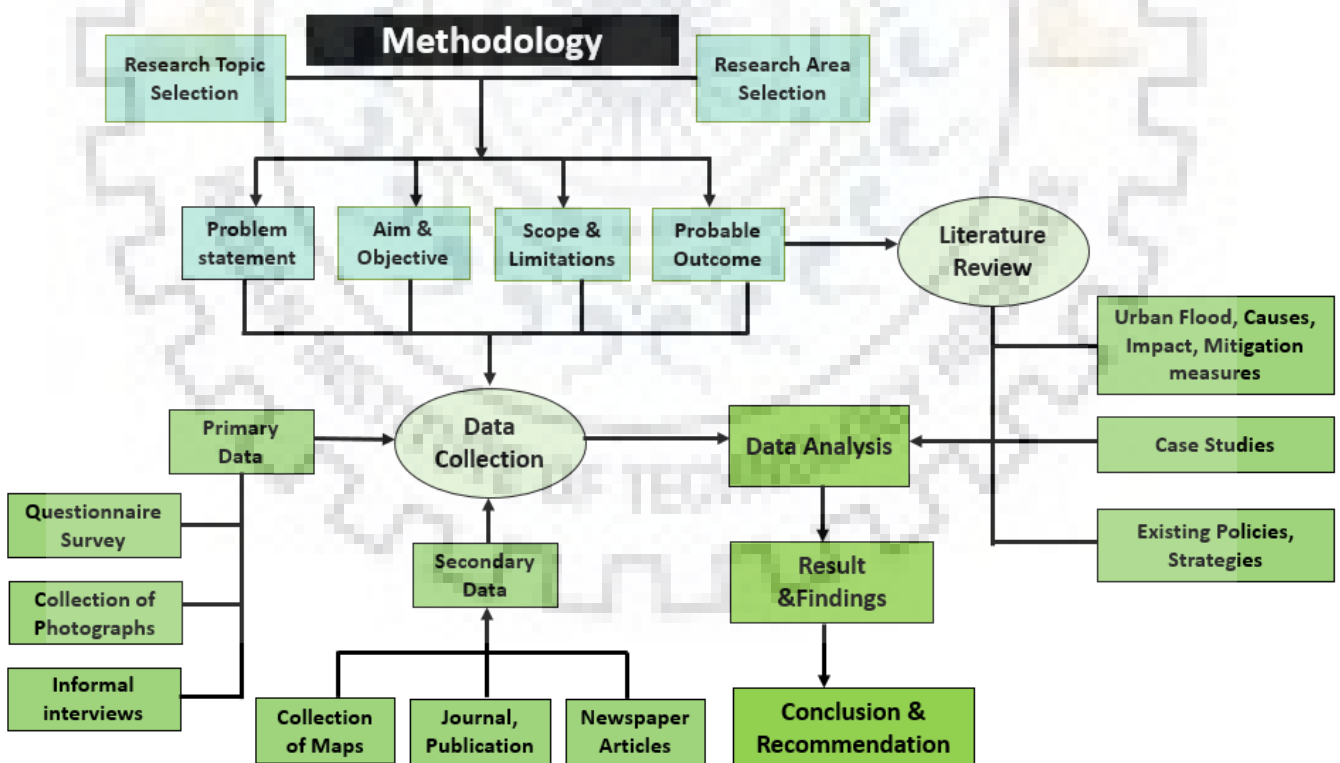 Methodology
Research Topic
Selection
Research Area
Selection
Problem
statement
Aim &
Objective
Scope &
Limitations
Probable
Outcome
Literature
Review
Urban Flood, Causes,
Impact, Mitigation
measures
Case Studies
Existing Policies,
Strategies
Primary
Data
Data
Collection
Data Analysis
Questionnaire
Survey
Collection of
Photographs
Informal
interviews
Secondary
Data
Collection
of Maps
Journal,
Publication
Newspaper
Articles
Result
&Findings
Conclusion &
Recommendation
OF TEC